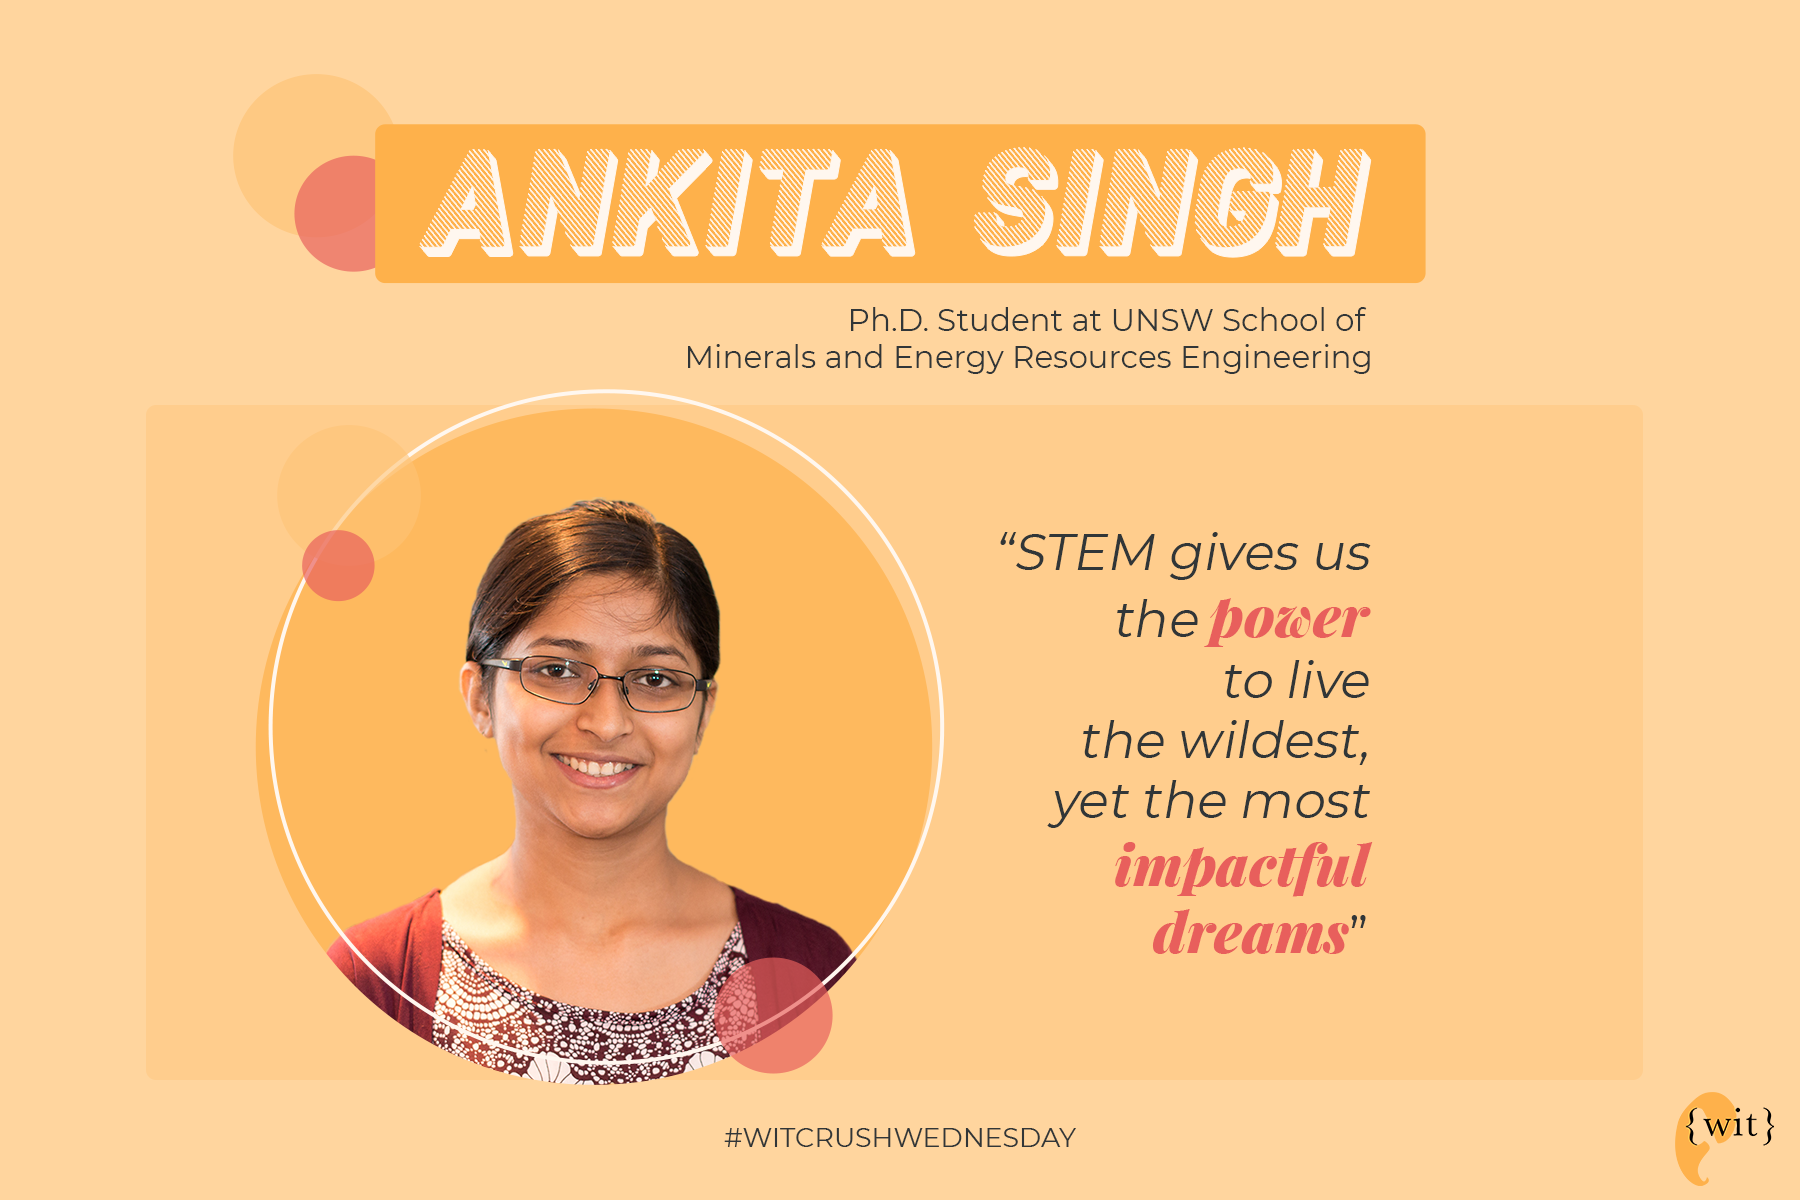 ANKITA SINGH
Ph.D. Student at UNSW School of
Minerals and Energy Resources Engineering
“STEM gives us
the power
to live
the wildest,
yet the most
impactful
dreams”
#WITCRUSHWEDNESDAY
{wit}